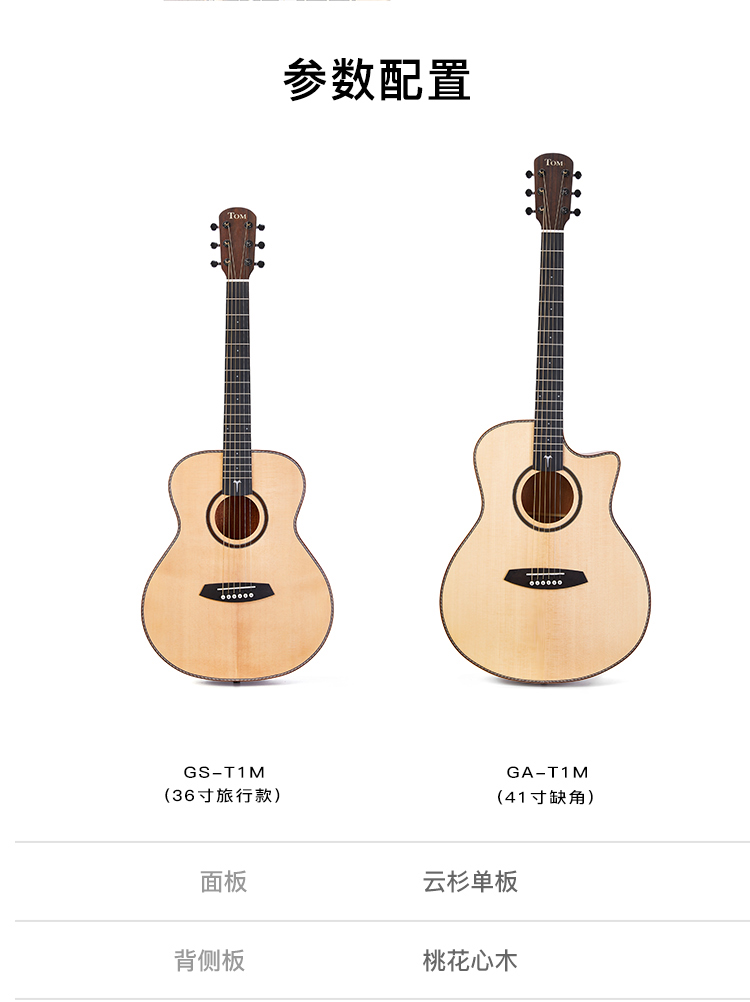 参数配置
TOM
TOM
GS-T1M
(36寸旅行款)
GA-T1M
(41寸缺角)
面板 云杉单板
背侧板 桃花心木